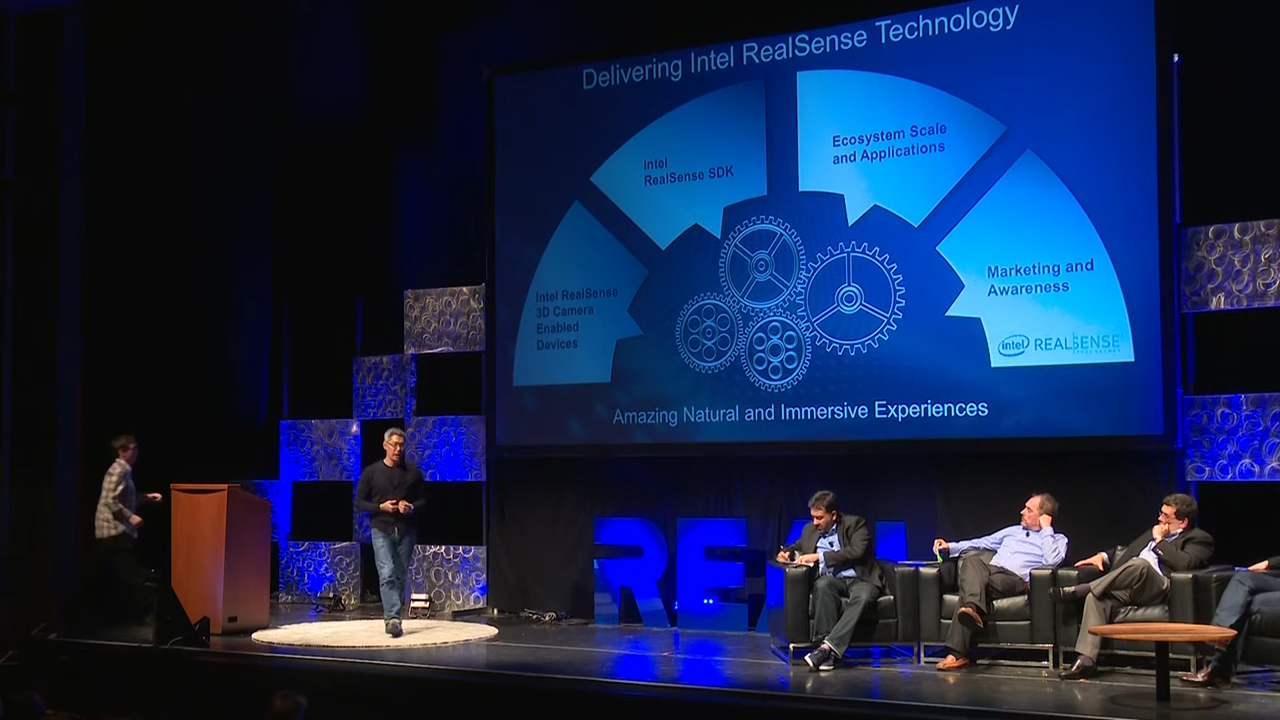 Delivering Intel RealSense Technology
Intel
RealSense SDK
Ecosystem Scale
and Applications
Intel RealSense
3D Camera
Enabled
Devices
Marketing and
Awareness
intel REALSENSE
Amazing Natural and Immersive Experiences
REAL